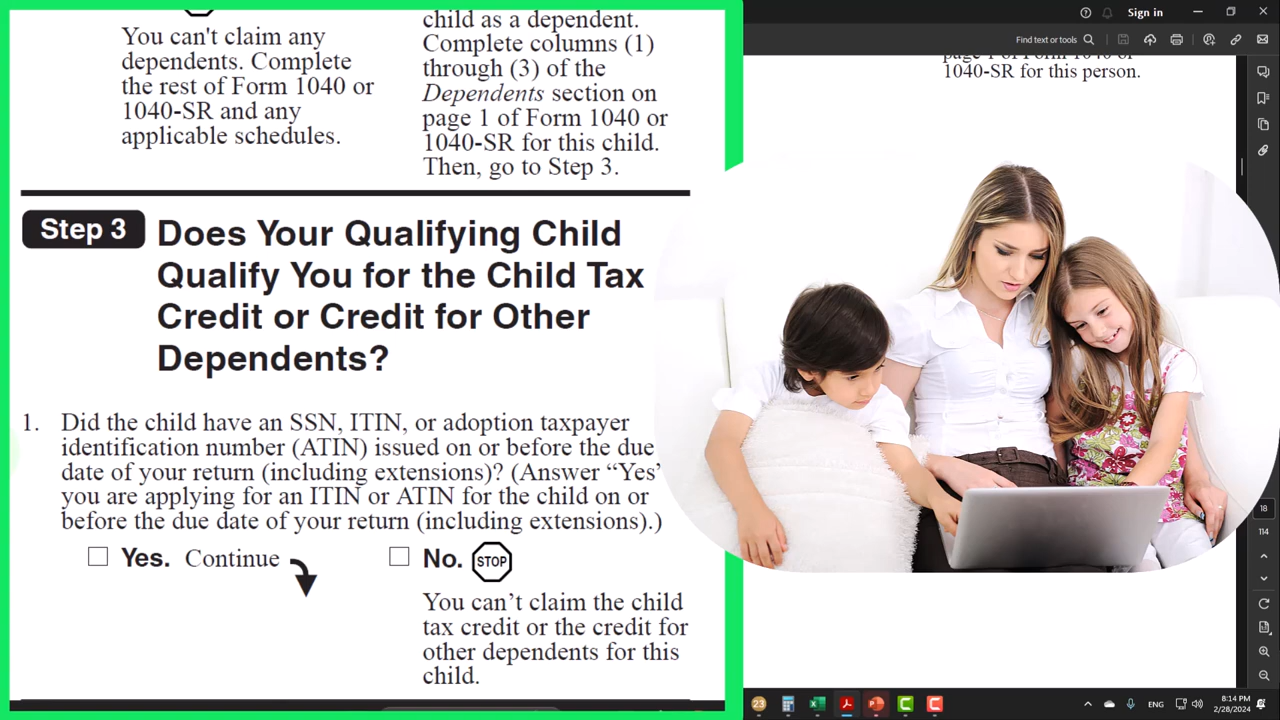 You can't claim any
dependents. Complete
the rest of Form 1040 or
1040-SR and any
applicable schedules.
child as a dependent.
Complete columns (1)
through (3) of the
Dependents section on
page 1 of Form 1040 or
1040-SR for this child.
Then, go to Step 3.
Step 3
Does Your Qualifying Child
Qualify You for the Child Tax
Credit or Credit for Other
Dependents?
1. Did the child have an SSN, ITIN, or adoption taxpayer
identification number (ATIN) issued on or before the due
date of your return (including extensions)? (Answer “Yes”
you are applying for an ITIN or ATIN for the child on or
before the due date of your return (including extensions).)
Yes. Continue
No. STOP
You can’t claim the child
tax credit or the credit for
other dependents for this
child.
Sign in
Find text or tools
page 1 of Form 1040 or
1040-SR for this person.
18
114
23
ENG
8:14 PM
2/28/2024